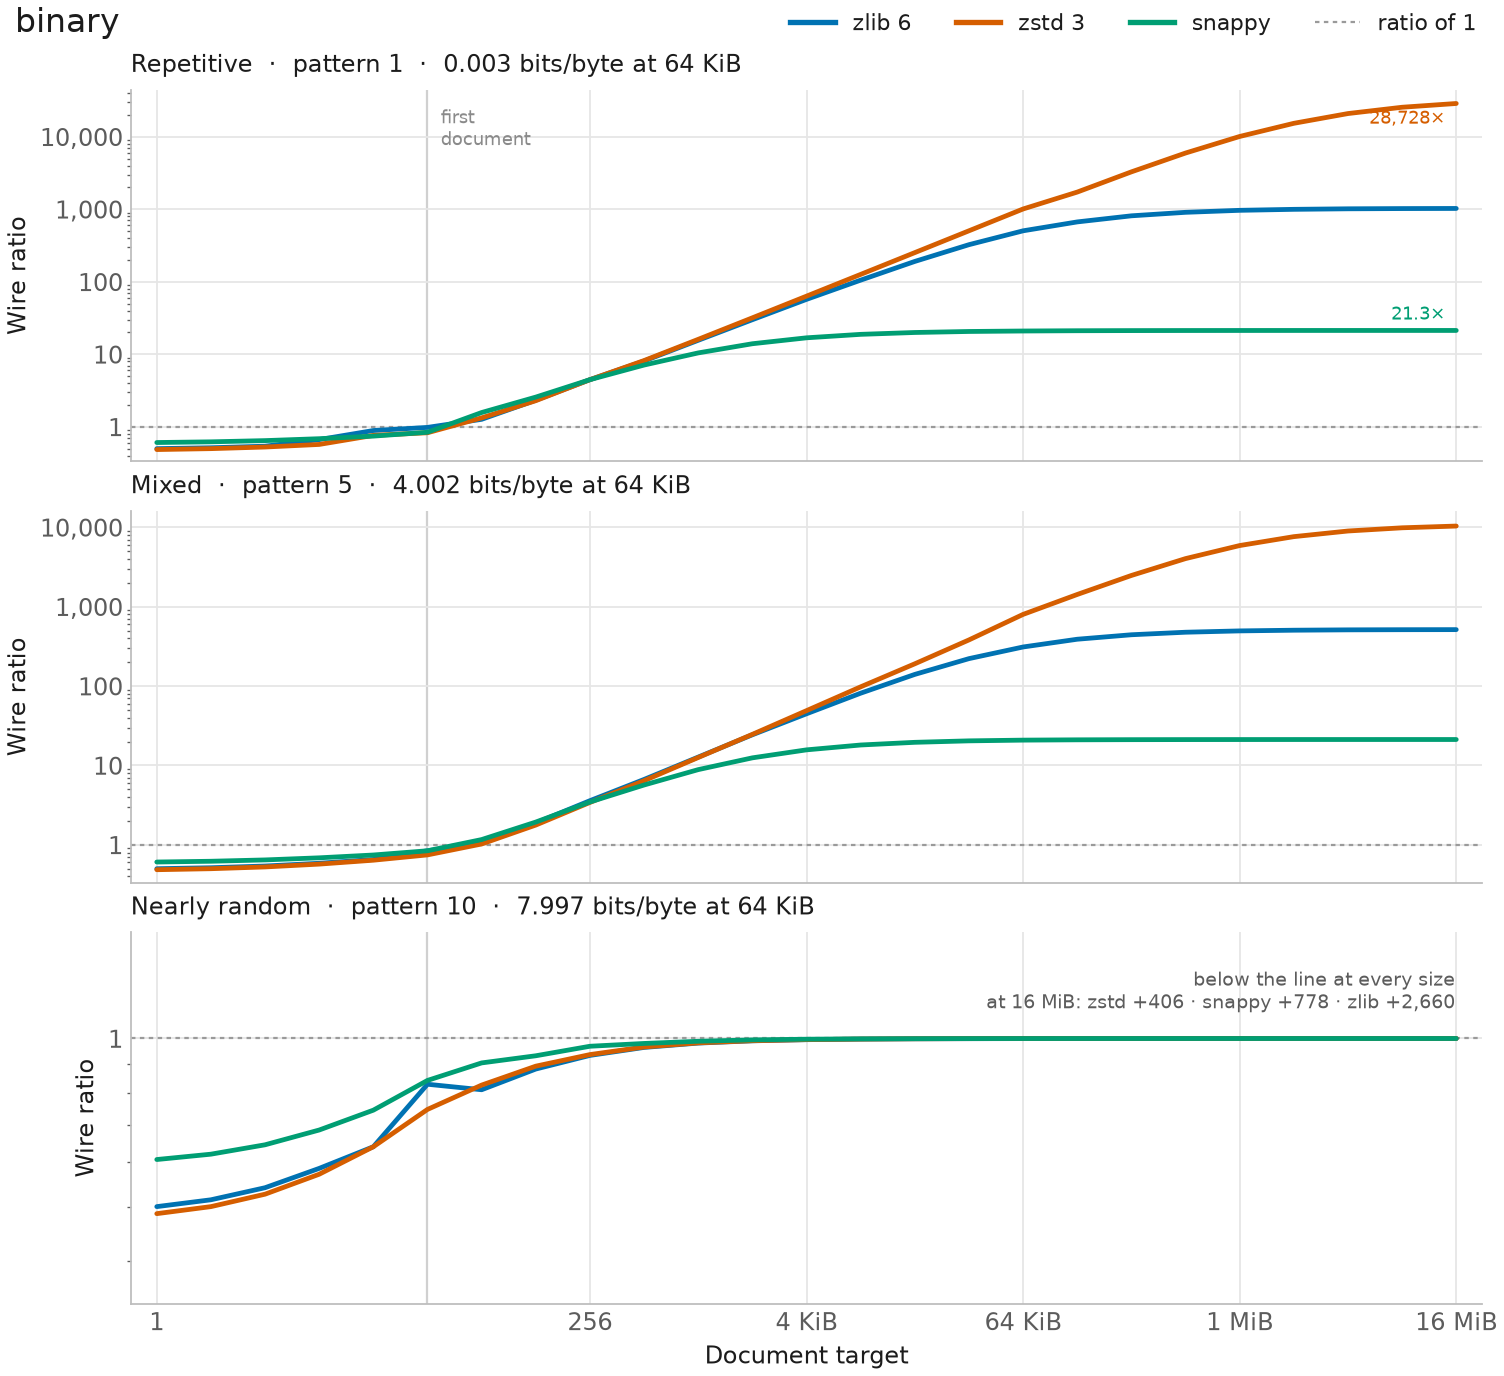 binary
zlib 6
zstd 3
snappy
ratio of 1
Repetitive · pattern 1 · 0.003 bits/byte at 64 KiB
first
document
28,728×
21.3×
10,000
1,000
100
10
1
Wire ratio
Mixed · pattern 5 · 4.002 bits/byte at 64 KiB
10,000
1,000
100
10
1
Wire ratio
Nearly random · pattern 10 · 7.997 bits/byte at 64 KiB
below the line at every size
at 16 MiB: zstd +406 · snappy +778 · zlib +2,660
1
Wire ratio
1
256
4 KiB
64 KiB
1 MiB
16 MiB
Document target